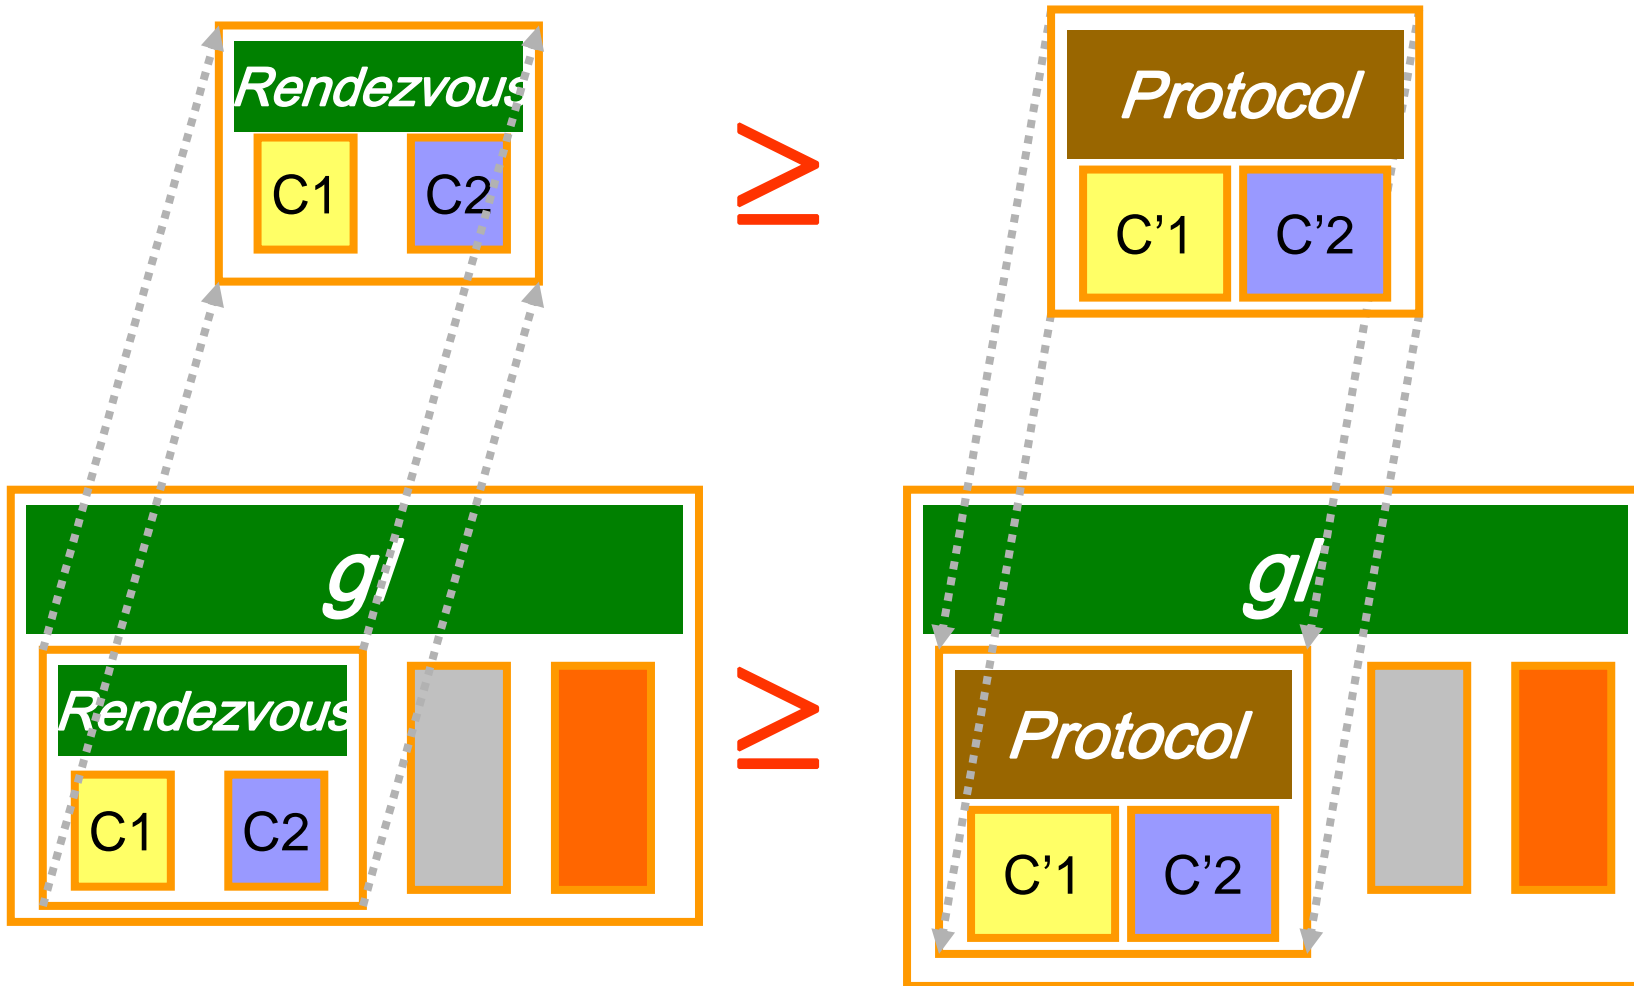 Rendezvous
C1 C2
≥
Protocol
C'1 C'2
gl
Rendezvous
C1 C2
≥
gl
Protocol
C'1 C'2